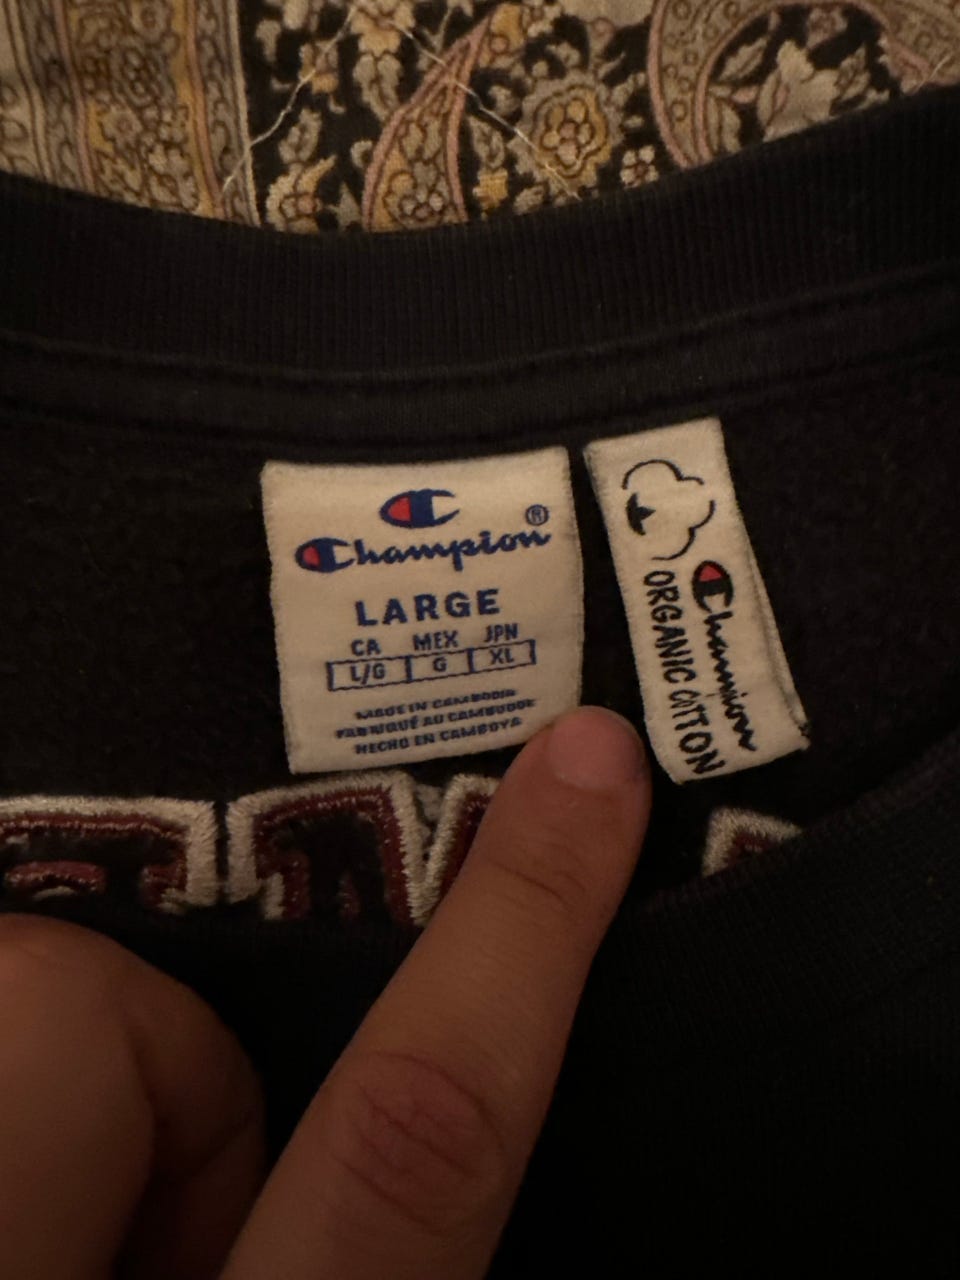 Champion®
LARGE
CA MEX JPN
L/G G XL
MADE IN CAMBODIA
FABRIQUÉ AU CAMBODGE
HECHO EN CAMBOYA
Champion
ORGANIC COTTON